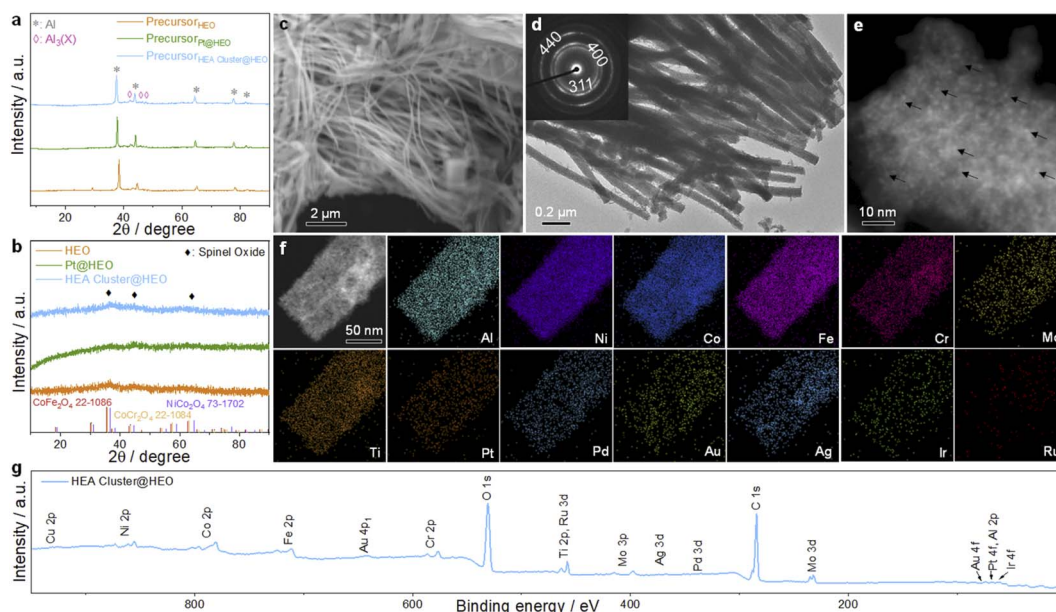 a
*: Al
◊: Al₃(X)
Precursor_HEO
Precursor_Pt@HEO
Precursor_HEA Cluster@HEO
Intensity / a.u.
20 40 60 80
2θ / degree
b
HEO
Pt@HEO
HEA Cluster@HEO
♦: Spinel Oxide
Intensity / a.u.
CoFe₂O₄ 22-1086
NiCo₂O₄ 73-1702
CoCr₂O₄ 22-1084
20 40 60 80
2θ / degree
c
2 µm
d
440
400
311
0.2 µm
e
10 nm
f
50 nm
Al
Ni
Co
Fe
Cr
Mo
Ti
Pt
Pd
Au
Ag
Ir
Ru
g
HEA Cluster@HEO
Intensity / a.u.
Cu 2p
Ni 2p
Co 2p
Fe 2p
Au 4p₁
Cr 2p
O 1s
Ti 2p, Ru 3d
Mo 3p
Ag 3d
Pd 3d
C 1s
Mo 3d
Au 4f
Pt 4f, Al 2p
Ir 4f
800 600 400 200
Binding energy / eV